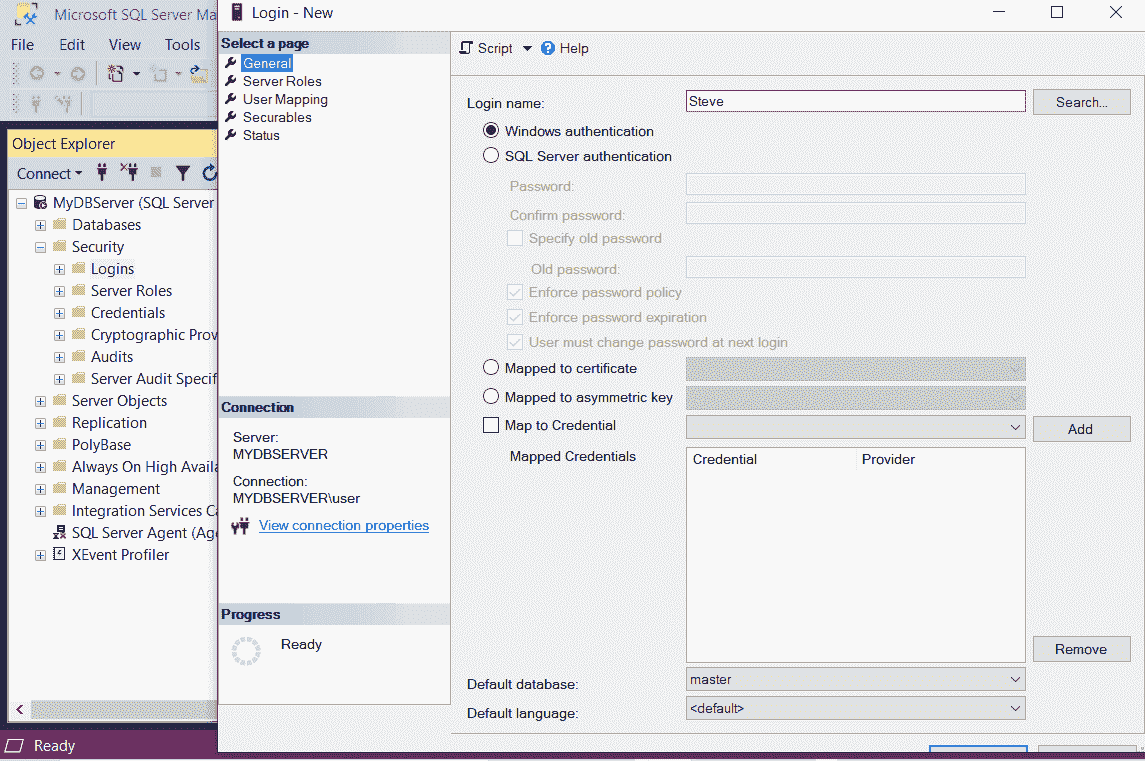 Microsoft SQL Server Ma
File Edit View Tools
Object Explorer
Connect
MyDBServer (SQL Server
Databases
Security
Logins
Server Roles
Credentials
Cryptographic Prov
Audits
Server Audit Specif
Server Objects
Replication
PolyBase
Always On High Availa
Management
Integration Services Ca
SQL Server Agent (Age
XEvent Profiler
Ready
Login - New
Select a page
General
Server Roles
User Mapping
Securables
Status
Connection
Server:
MYDBSERVER
Connection:
MYDBSERVER\user
View connection properties
Progress
Ready
Script Help
Login name: Steve Search...
Windows authentication
SQL Server authentication
Password:
Confirm password:
Specify old password
Old password:
Enforce password policy
Enforce password expiration
User must change password at next login
Mapped to certificate
Mapped to asymmetric key
Map to Credential Add
Mapped Credentials Credential Provider
Remove
Default database: master
Default language: <default>